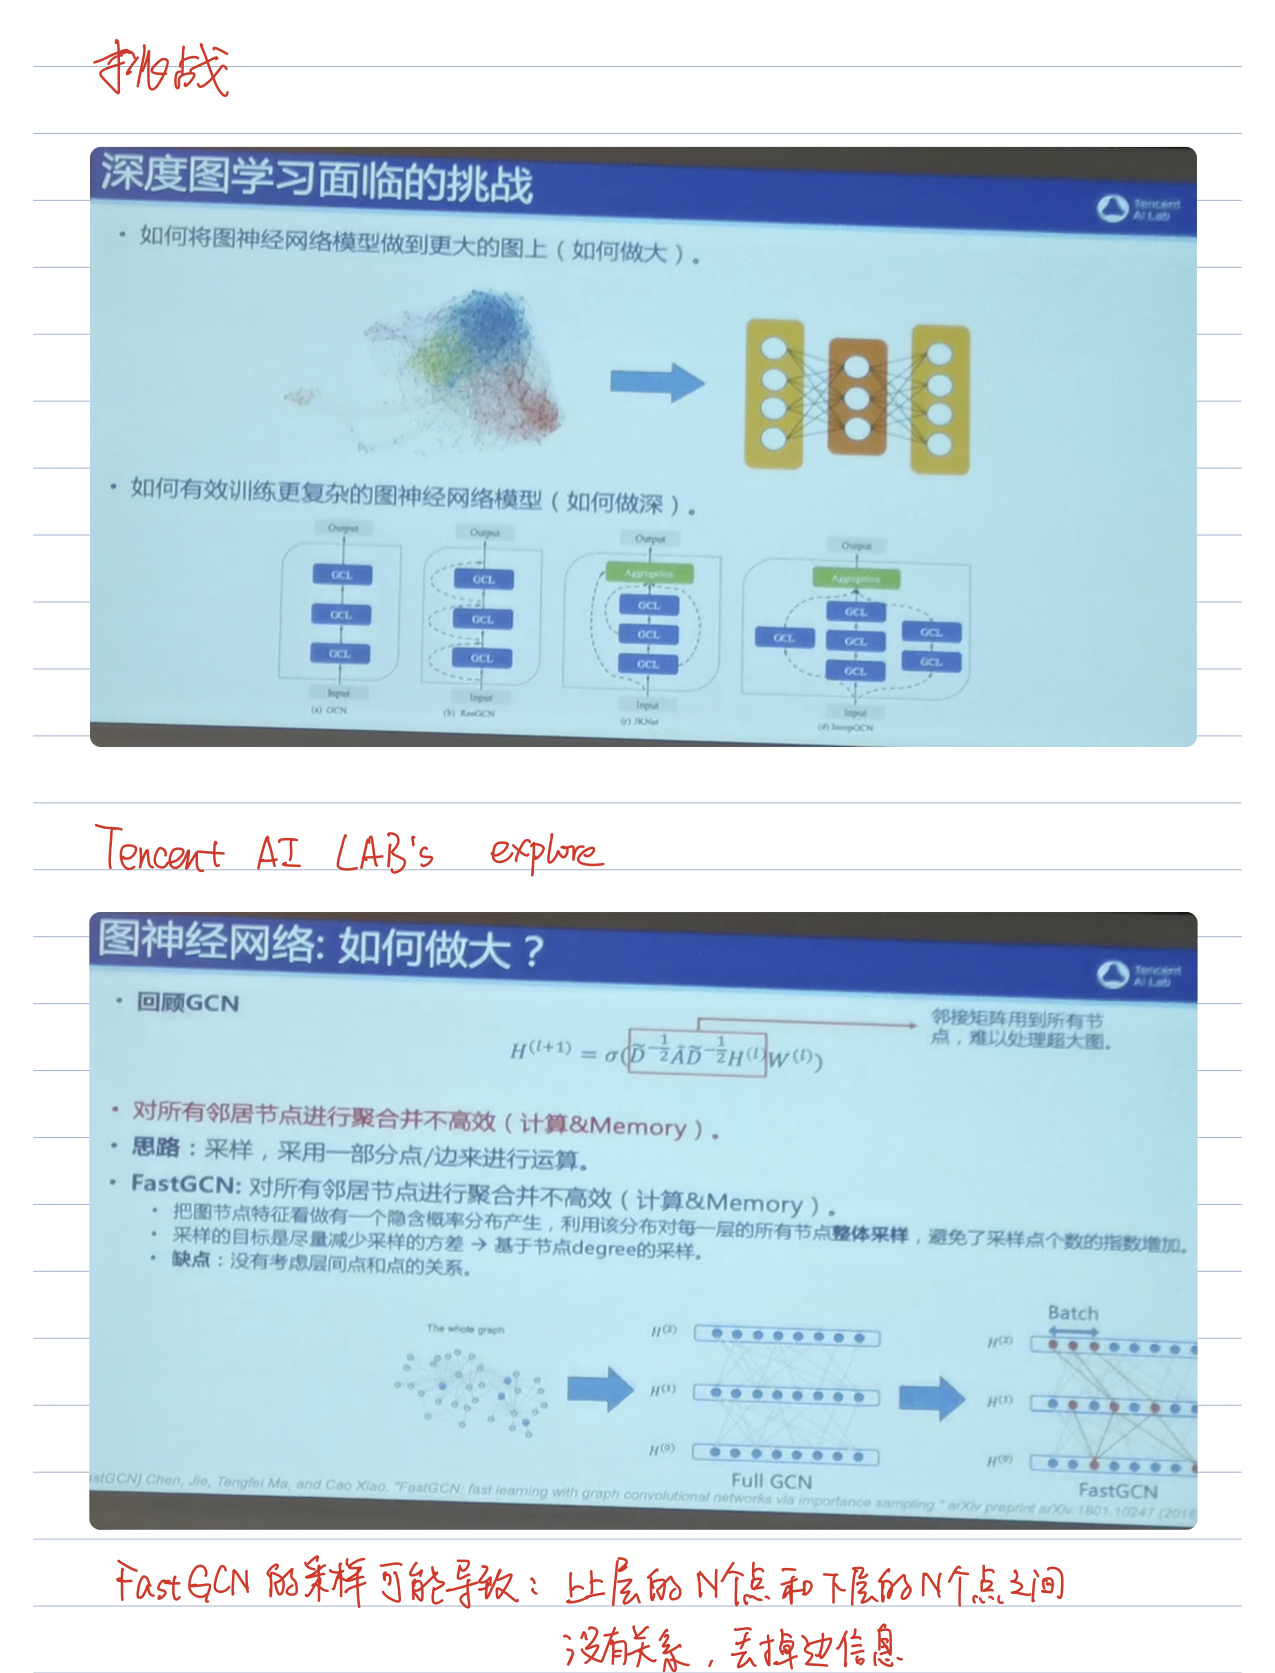 挑战
深度图学习面临的挑战
Tencent
AI Lab
• 如何将图神经网络模型做到更大的图上（如何做大）。
• 如何有效训练更复杂的图神经网络模型（如何做深）。
Output Output Output Output
Aggregation Aggregation
GCL GCL GCL GCL
GCL GCL GCL GCL GCL GCL
GCL GCL GCL GCL GCL
Input Input Input Input
(a) GCN (b) ResGCN (c) JKNet (d) IncepGCN
Tencent AI LAB's explore
图神经网络: 如何做大？
Tencent
AI Lab
• 回顾GCN
邻接矩阵用到所有节
点，难以处理超大图。
H^(l+1) = σ(D̃^-1/2 Ã D̃^-1/2 H^(l) W^(l))
• 对所有邻居节点进行聚合并不高效（计算&Memory）。
• 思路：采样，采用一部分点/边来进行运算。
• FastGCN: 对所有邻居节点进行聚合并不高效（计算&Memory）。
• 把图节点特征看做有一个隐含概率分布产生，利用该分布对每一层的所有节点整体采样，避免了采样点个数的指数增加。
• 采样的目标是尽量减少采样的方差 → 基于节点degree的采样。
• 缺点：没有考虑层间点和点的关系。
Batch
The whole graph H^(2) H^(2)
H^(1) H^(1)
H^(0) H^(0)
Full GCN FastGCN
stGCN] Chen, Jie, Tengfei Ma, and Cao Xiao. "FastGCN: fast learning with graph convolutional networks via importance sampling." arXiv preprint arXiv:1801.10247 (2018
FastGCN 的采样可能导致：上层的N个点和下层的N个点之间
没有关系，丢掉边信息